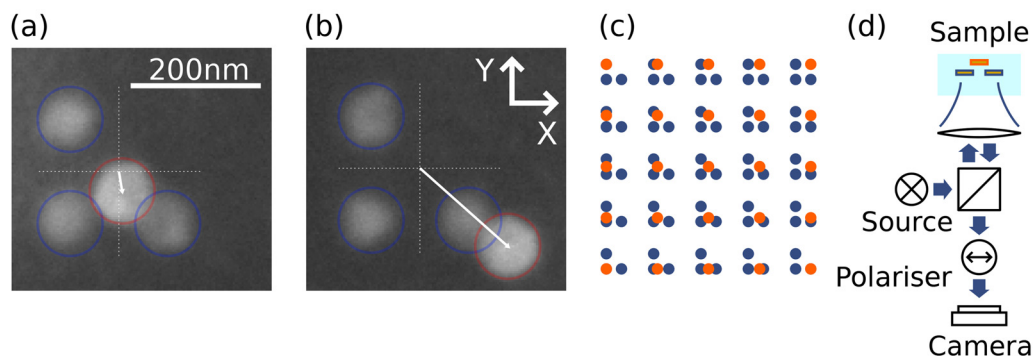 (a)
(b)
(c)
(d)
200nm
Y
X
Sample
Source
Polariser
Camera